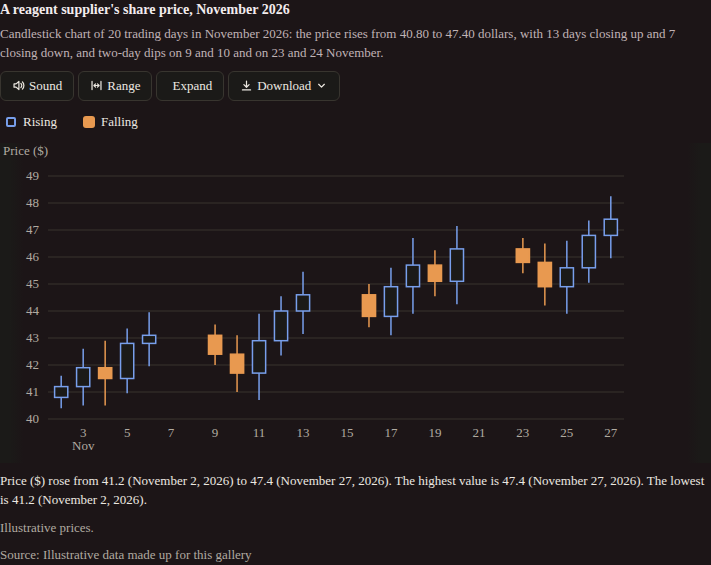 A reagent supplier's share price, November 2026
Candlestick chart of 20 trading days in November 2026: the price rises from 40.80 to 47.40 dollars, with 13 days closing up and 7
closing down, and two-day dips on 9 and 10 and on 23 and 24 November.
Sound Range Expand Download
Rising Falling
Price ($)
49
48
47
46
45
44
43
42
41
40
3 5 7 9 11 13 15 17 19 21 23 25 27
Nov
Price ($) rose from 41.2 (November 2, 2026) to 47.4 (November 27, 2026). The highest value is 47.4 (November 27, 2026). The lowest
is 41.2 (November 2, 2026).
Illustrative prices.
Source: Illustrative data made up for this gallery